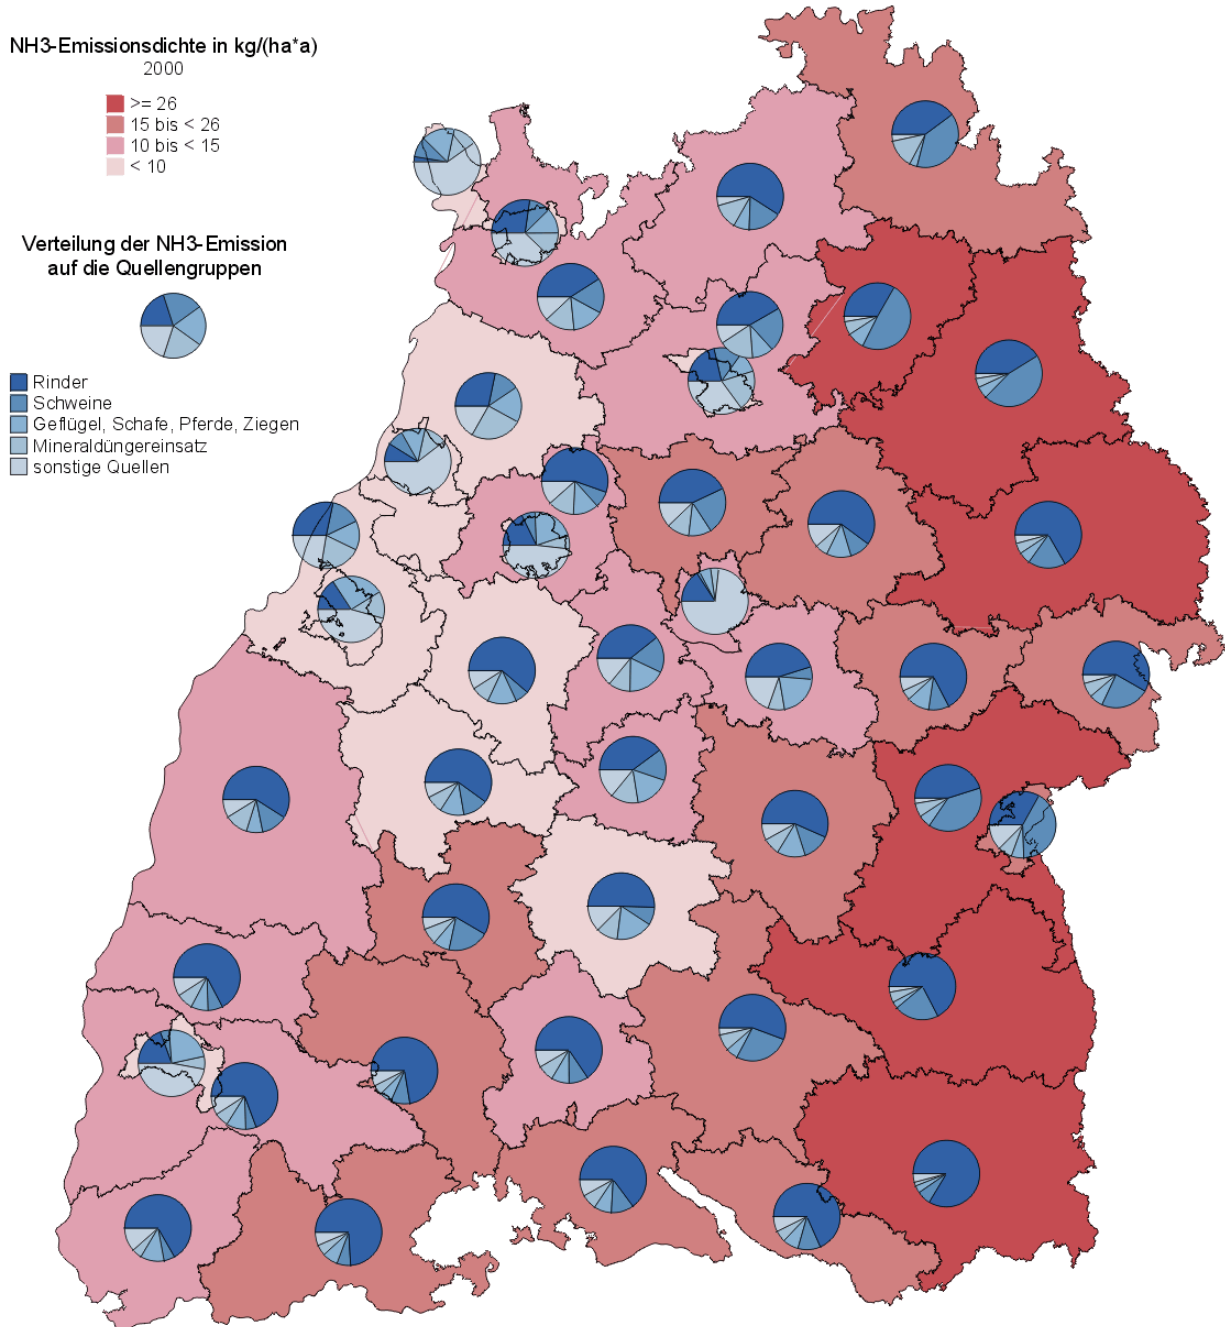 NH3-Emissionsdichte in kg/(ha*a)
2000
>= 26
15 bis < 26
10 bis < 15
< 10
Verteilung der NH3-Emission
auf die Quellengruppen
Rinder
Schweine
Geflügel, Schafe, Pferde, Ziegen
Mineraldüngereinsatz
sonstige Quellen